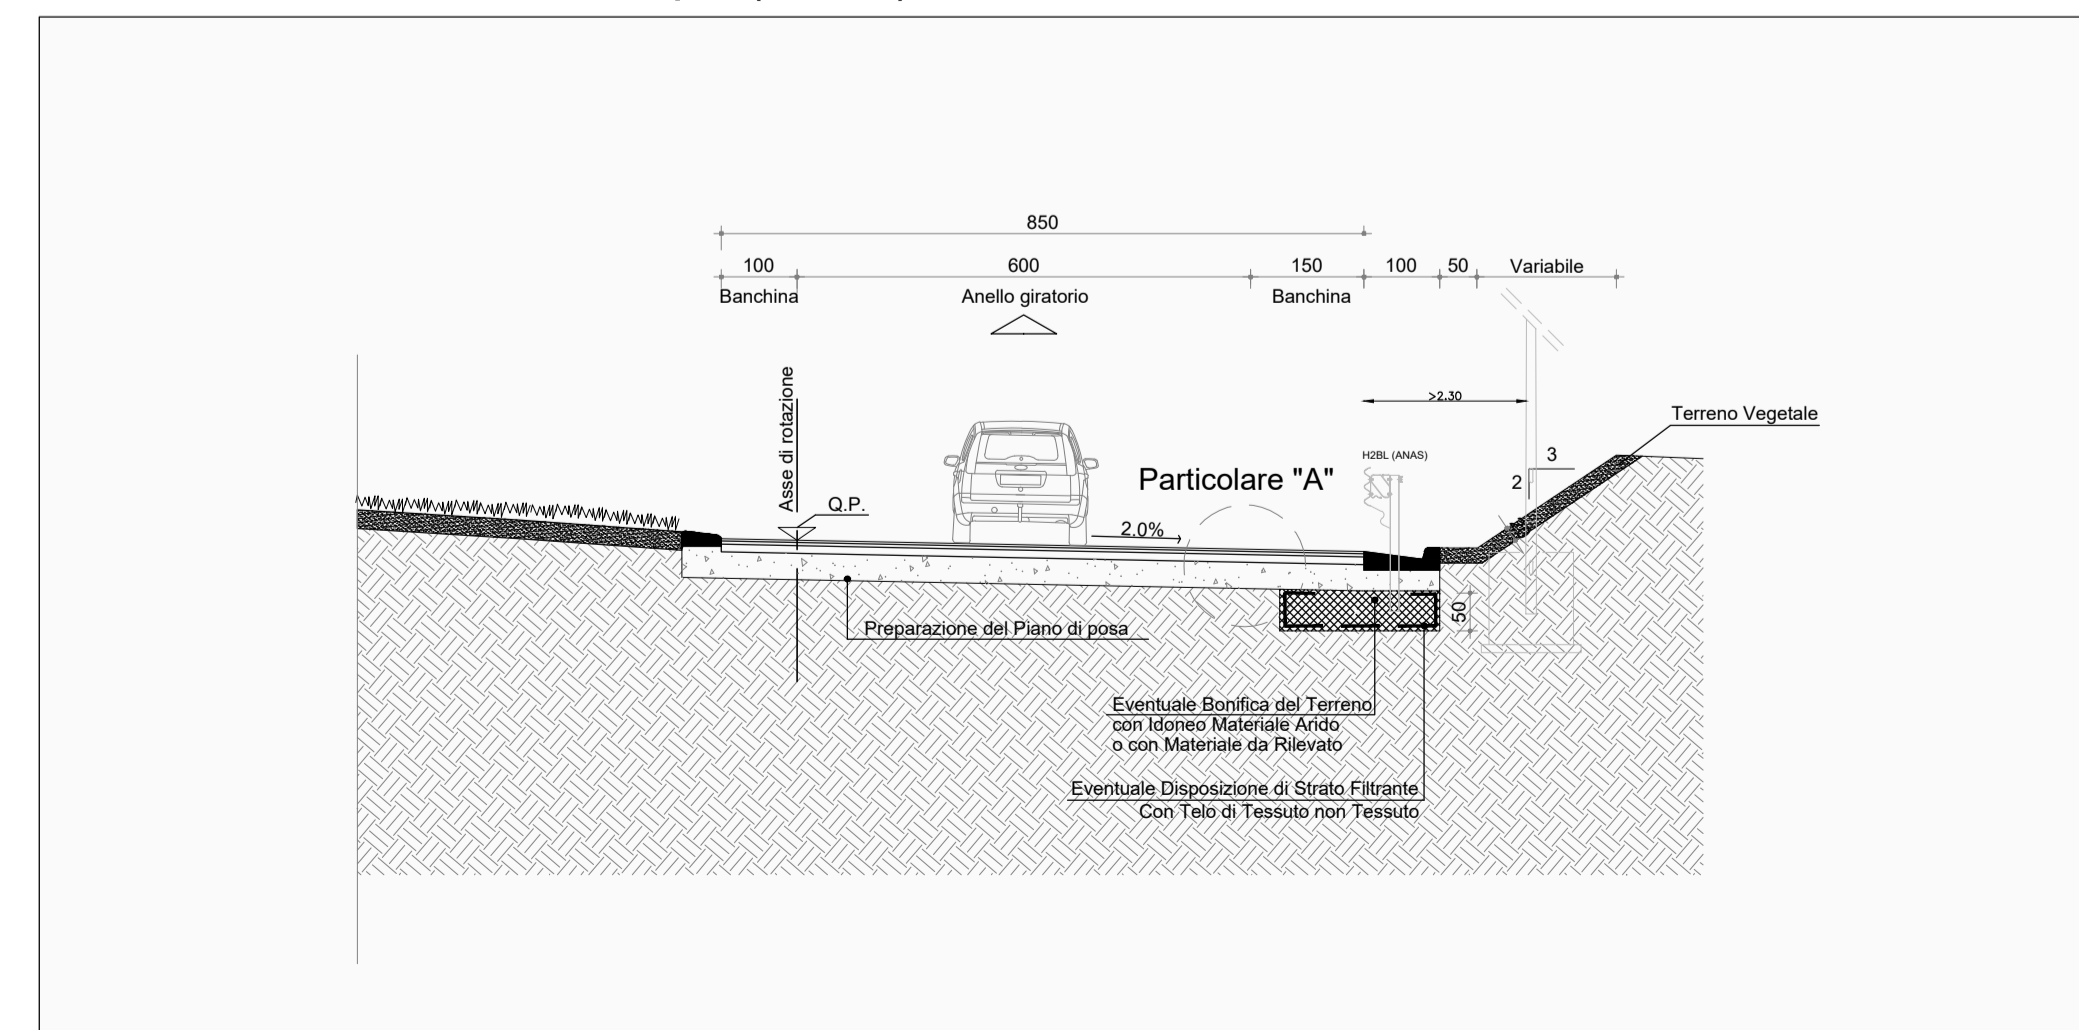 850
100 600 150 100 50 Variabile
Banchina Anello giratorio Banchina
Asse di rotazione
>2.30
Terreno Vegetale
H2BL (ANAS)
3
2
Particolare "A"
Q.P.
2.0%
50
Preparazione del Piano di posa
Eventuale Bonifica del Terreno
con Idoneo Materiale Arido
o con Materiale da Rilevato
Eventuale Disposizione di Strato Filtrante
Con Telo di Tessuto non Tessuto